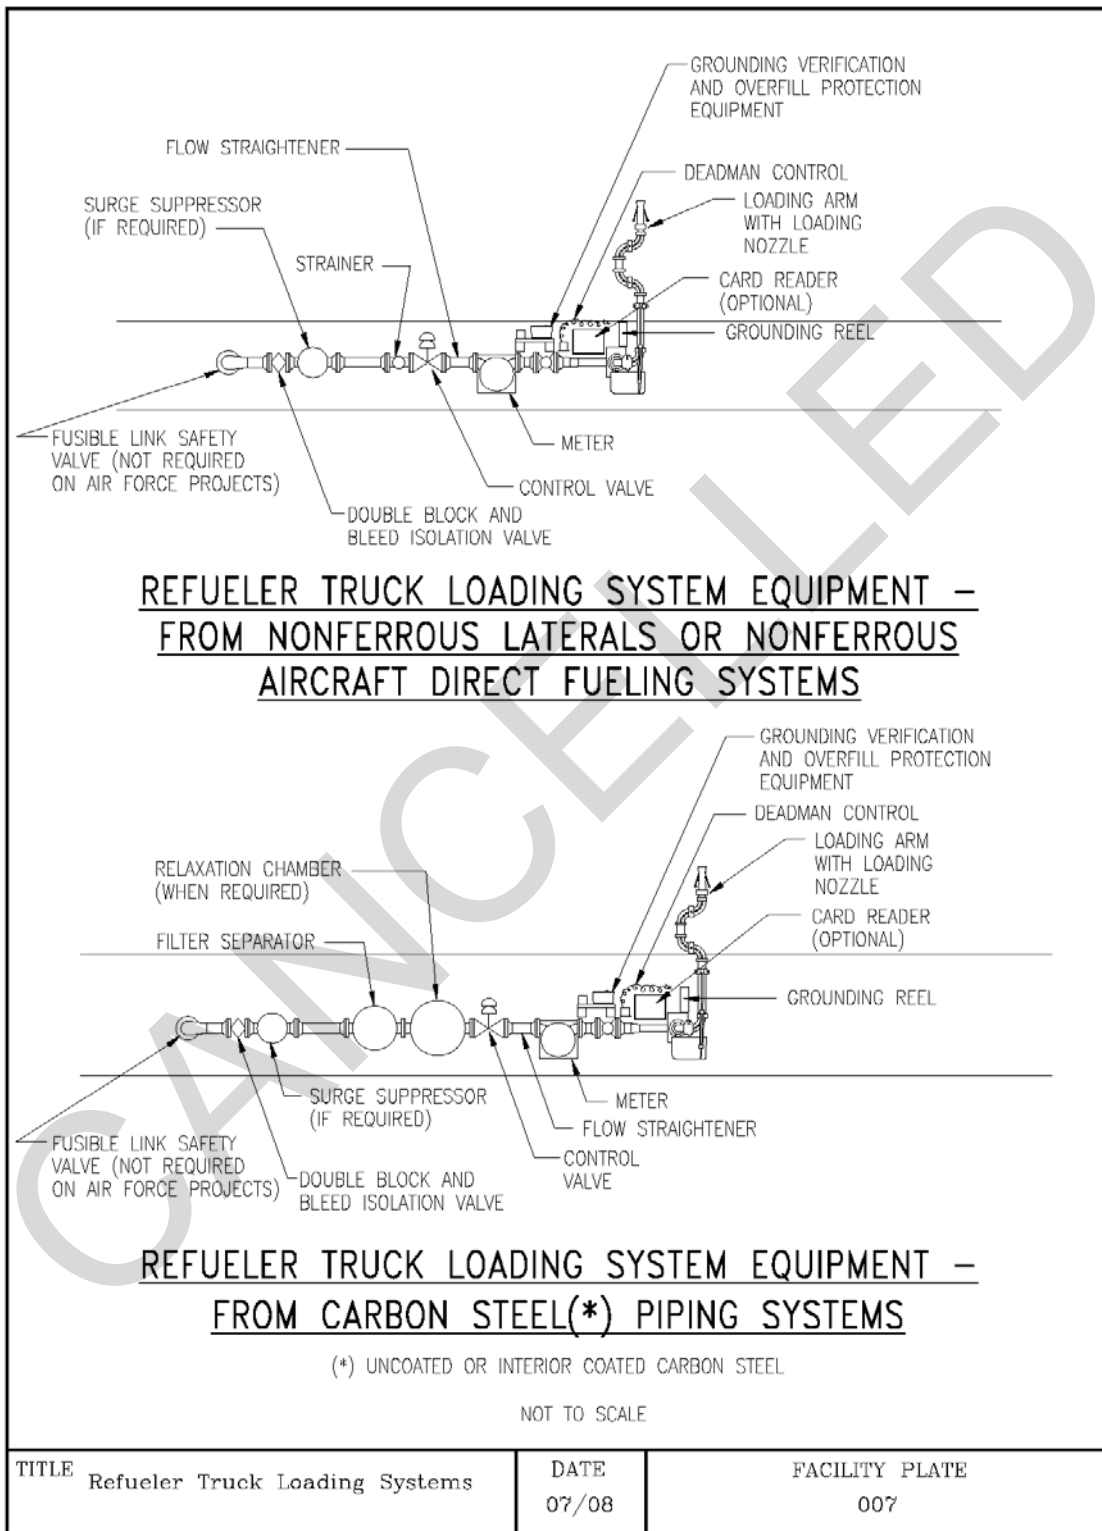 GROUNDING VERIFICATION
AND OVERFILL PROTECTION
EQUIPMENT
FLOW STRAIGHTENER
DEADMAN CONTROL
SURGE SUPPRESSOR
(IF REQUIRED)
LOADING ARM
WITH LOADING
NOZZLE
STRAINER
CARD READER
(OPTIONAL)
GROUNDING REEL
FUSIBLE LINK SAFETY
VALVE (NOT REQUIRED
ON AIR FORCE PROJECTS)
METER
CONTROL VALVE
DOUBLE BLOCK AND
BLEED ISOLATION VALVE
REFUELER TRUCK LOADING SYSTEM EQUIPMENT –
FROM NONFERROUS LATERALS OR NONFERROUS
AIRCRAFT DIRECT FUELING SYSTEMS
GROUNDING VERIFICATION
AND OVERFILL PROTECTION
EQUIPMENT
DEADMAN CONTROL
LOADING ARM
WITH LOADING
NOZZLE
RELAXATION CHAMBER
(WHEN REQUIRED)
CARD READER
(OPTIONAL)
FILTER SEPARATOR
GROUNDING REEL
SURGE SUPPRESSOR
(IF REQUIRED)
METER
FLOW STRAIGHTENER
FUSIBLE LINK SAFETY
VALVE (NOT REQUIRED
ON AIR FORCE PROJECTS)
CONTROL
VALVE
DOUBLE BLOCK AND
BLEED ISOLATION VALVE
REFUELER TRUCK LOADING SYSTEM EQUIPMENT –
FROM CARBON STEEL(*) PIPING SYSTEMS
(*) UNCOATED OR INTERIOR COATED CARBON STEEL
NOT TO SCALE
CANCELLED
TITLE Refueler Truck Loading Systems
DATE
07/08
FACILITY PLATE
007